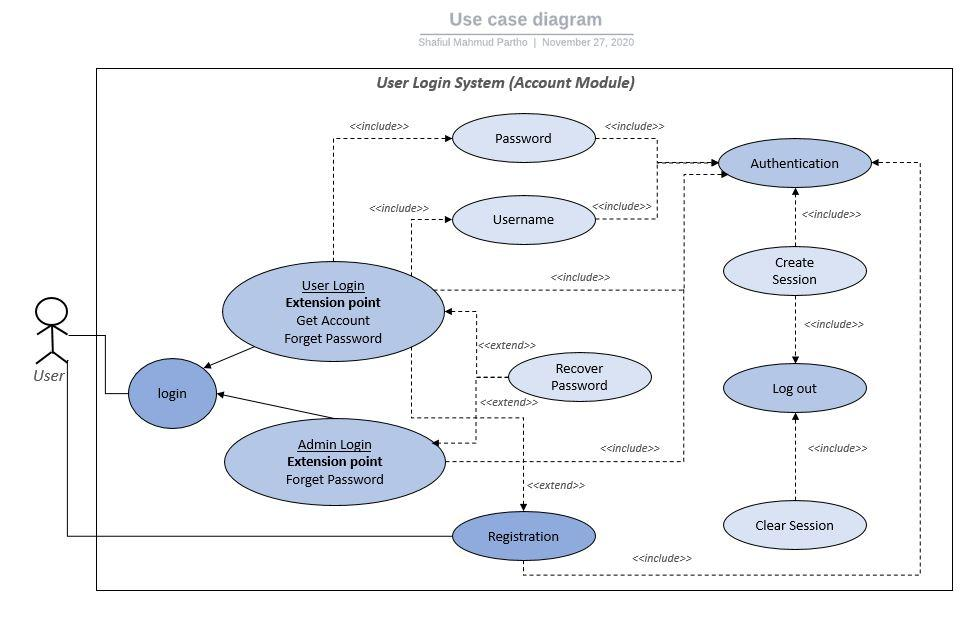 Use case diagram
Shafiul Mahmud Partho | November 27, 2020
User Login System (Account Module)
<<include>>
Password
<<include>>
Authentication
<<include>>
Username
<<include>>
<<include>>
Create
Session
<<include>>
User Login
Extension point
Get Account
Forget Password
<<include>>
<<extend>>
Recover
Password
User
login
Log out
<<extend>>
Admin Login
Extension point
Forget Password
<<include>>
<<include>>
<<extend>>
Clear Session
Registration
<<include>>